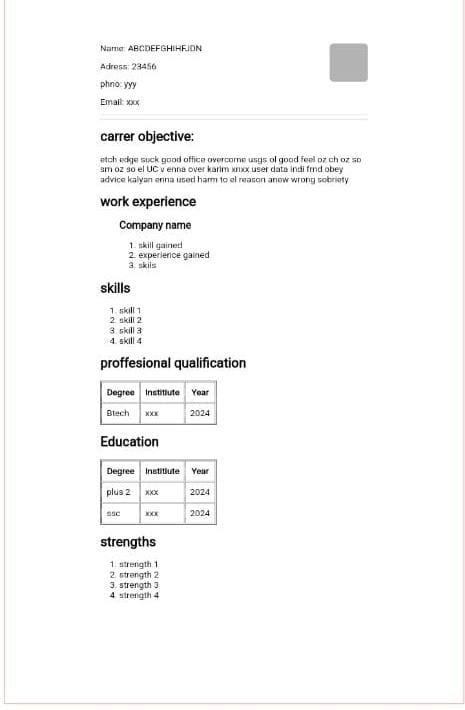 Name: ABCDEFGHIHFJDN
Adress: 23456
phno: yyy
Email: xxx
carrer objective:
etch edge suck good office overcome usgs ol good feel oz ch oz so
sm oz so el UC v enna over karim xnxx user data indi fmd obey
advice kalyan enna used harm to el reason anew wrong sobriety
work experience
Company name
1. skill gained
2. experience gained
3. skils
skills
1. skill 1
2. skill 2
3. skill 3
4. skill 4
proffesional qualification
Degree Institiute Year
Btech xxx 2024
Education
Degree Institiute Year
plus 2 xxx 2024
ssc xxx 2024
strengths
1. strength 1
2. strength 2
3. strength 3
4. strength 4